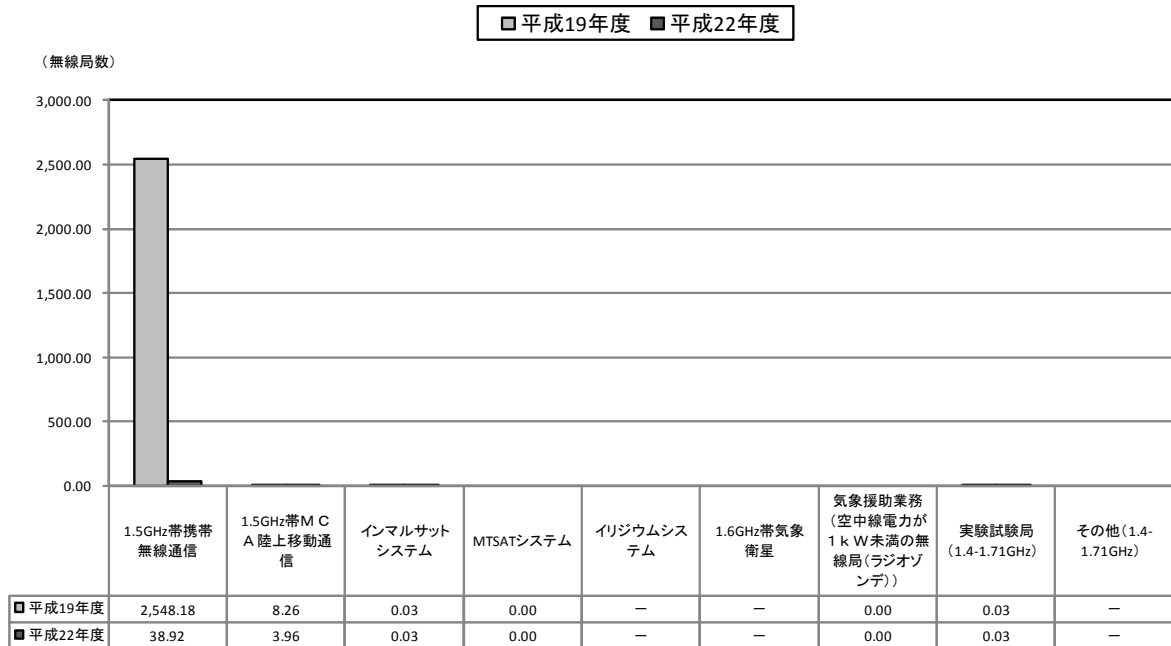 平成19年度 平成22年度
（無線局数）
3,000.00
2,500.00
2,000.00
1,500.00
1,000.00
500.00
0.00
1.5GHz帯携帯
無線通信
1.5GHz帯ＭＣ
Ａ陸上移動通
信
インマルサット
システム
MTSATシステム
イリジウムシス
テム
1.6GHz帯気象
衛星
気象援助業務
（空中線電力が
１ｋＷ未満の無
線局（ラジオゾ
ンデ））
実験試験局
（1.4-1.71GHz）
その他（1.4-
1.71GHz）
平成19年度 2,548.18 8.26 0.03 0.00 － － 0.00 0.03 －
平成22年度 38.92 3.96 0.03 0.00 － － 0.00 0.03 －